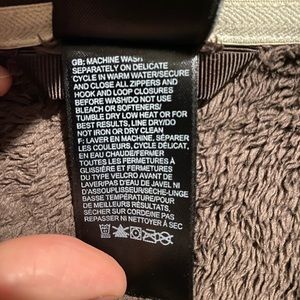 GB: MACHINE WASH
SEPARATELY ON DELICATE
CYCLE IN WARM WATER/SECURE
AND CLOSE ALL ZIPPERS AND
HOOK AND LOOP CLOSURES
BEFORE WASH/DO NOT USE
BLEACH OR SOFTENERS/
TUMBLE DRY LOW HEAT OR FOR
BEST RESULTS, LINE DRY/DO
NOT IRON OR DRY CLEAN
F: LAVER EN MACHINE, SÉPARER
LES COULEURS, CYCLE DÉLICAT,
EN EAU CHAUDE/FERMER
TOUTES LES FERMETURES À
GLISSIÈRE ET FERMETURES
DU TYPE VELCRO AVANT DE
LAVER/PAS D'EAU DE JAVEL NI
D'ASSOUPLISSEUR/SÈCHE-LINGE
BASSE TEMPÉRATURE/POUR
DE MEILLEURS RÉSULTATS,
SÉCHER SUR CORDE/NE PAS
REPASSER NI NETTOYER À SEC